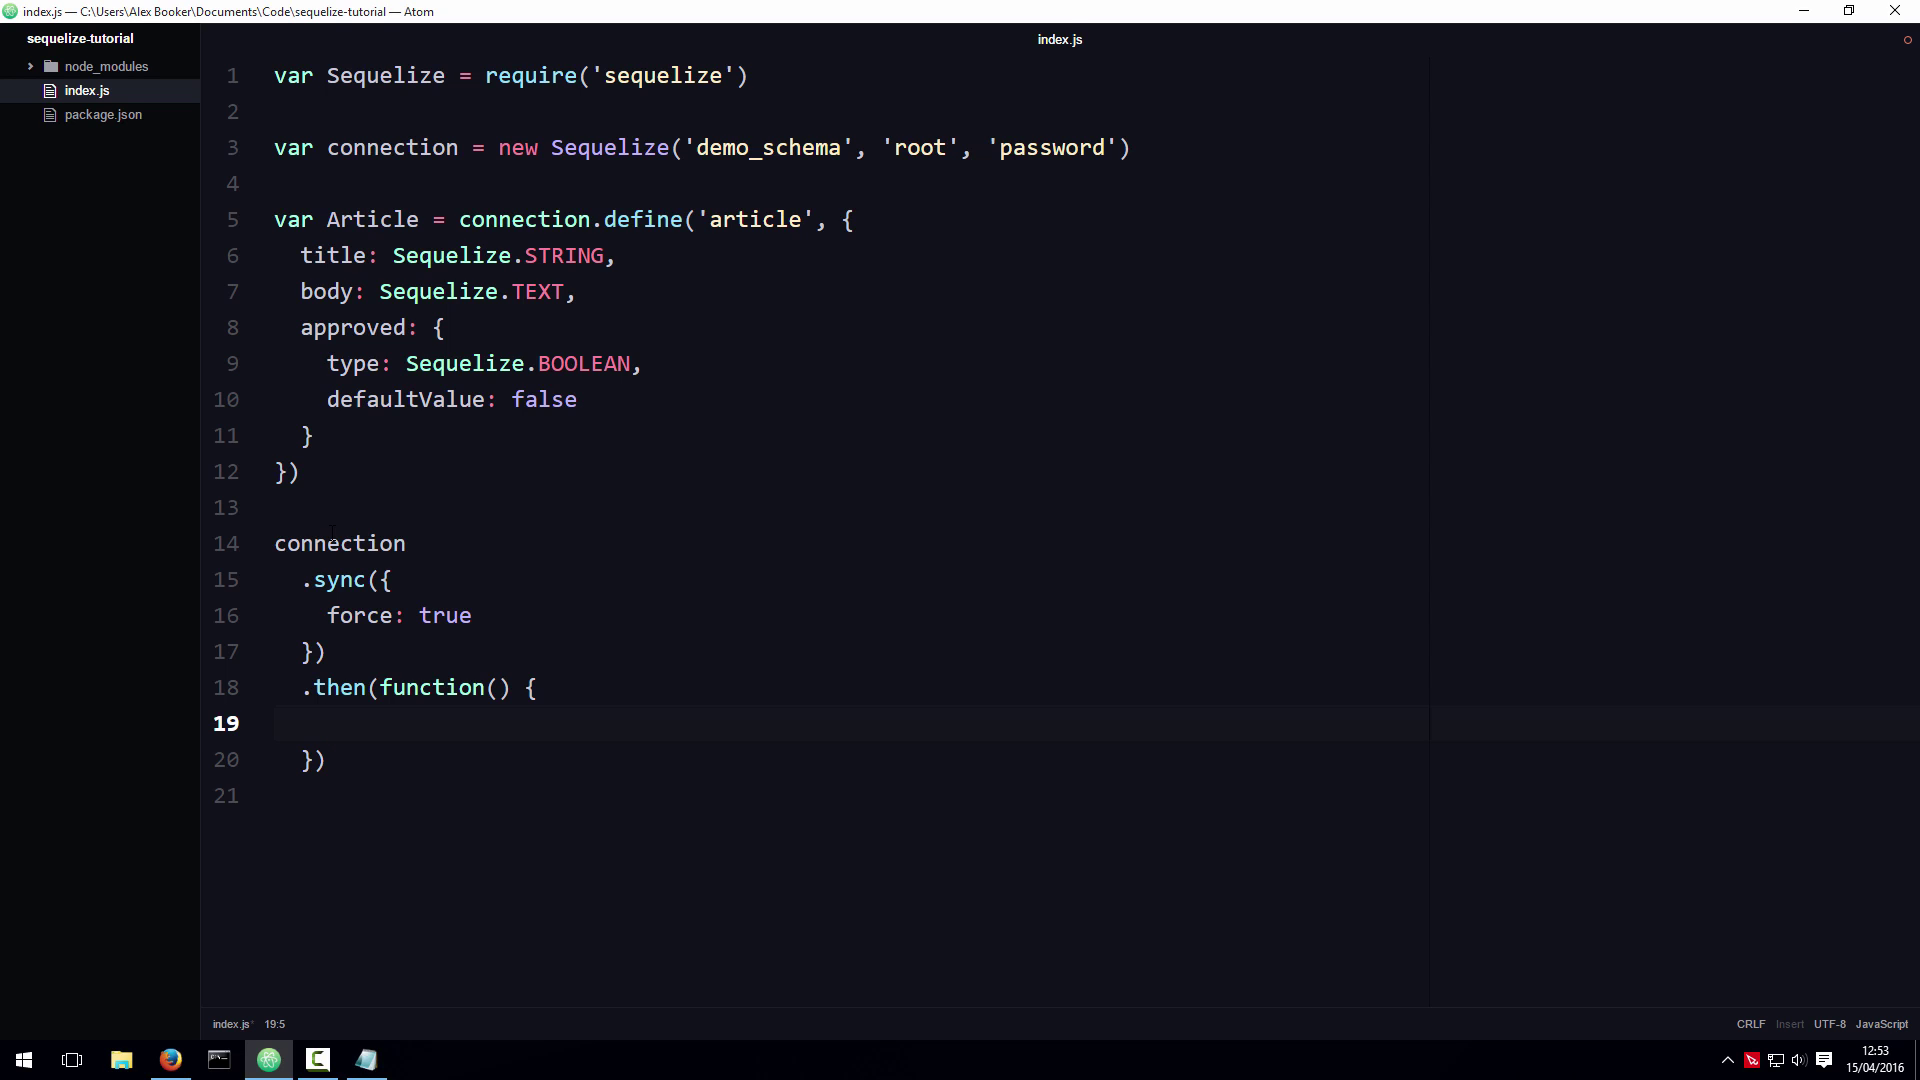 index.js — C:\Users\Alex Booker\Documents\Code\sequelize-tutorial — Atom
sequelize-tutorial
node_modules
index.js
package.json
index.js
1 var Sequelize = require('sequelize')
2
3 var connection = new Sequelize('demo_schema', 'root', 'password')
4
5 var Article = connection.define('article', {
6 title: Sequelize.STRING,
7 body: Sequelize.TEXT,
8 approved: {
9 type: Sequelize.BOOLEAN,
10 defaultValue: false
11 }
12 })
13
14 connection
15 .sync({
16 force: true
17 })
18 .then(function() {
19
20 })
21
index.js* 19:5
CRLF Insert UTF-8 JavaScript
12:53
15/04/2016